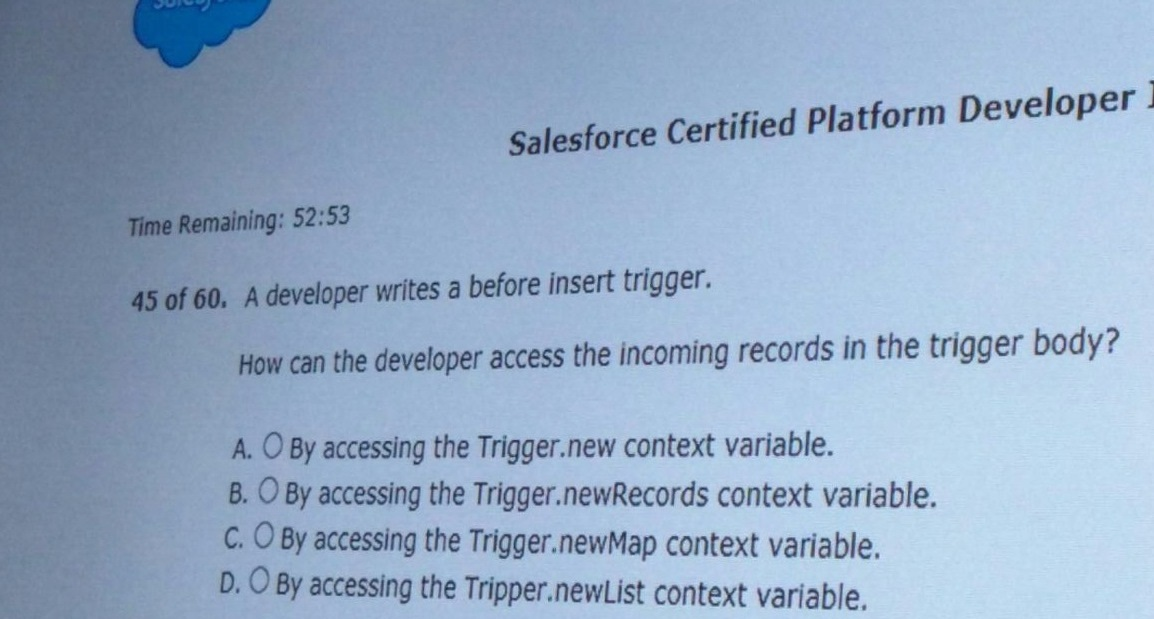 Salesforce Certified Platform Developer I
Time Remaining: 52:53
45 of 60. A developer writes a before insert trigger.
How can the developer access the incoming records in the trigger body?
A. By accessing the Trigger.new context variable.
B. By accessing the Trigger.newRecords context variable.
C. By accessing the Trigger.newMap context variable.
D. By accessing the Tripper.newList context variable.